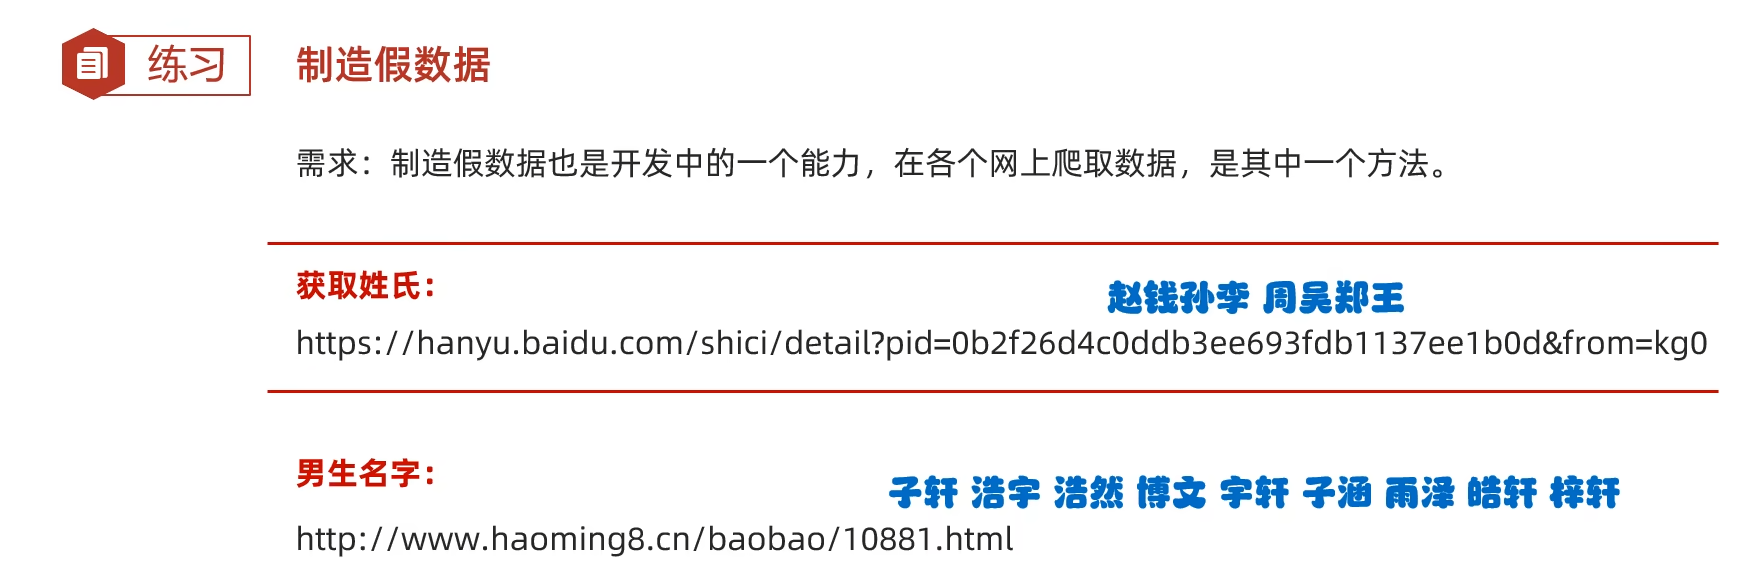 练习
制造假数据
需求：制造假数据也是开发中的一个能力，在各个网上爬取数据，是其中一个方法。
获取姓氏：
赵钱孙李 周吴郑王
https://hanyu.baidu.com/shici/detail?pid=0b2f26d4c0ddb3ee693fdb1137ee1b0d&from=kg0
男生名字：
子轩 浩宇 浩然 博文 宇轩 子涵 雨泽 皓轩 梓轩
http://www.haoming8.cn/baobao/10881.html